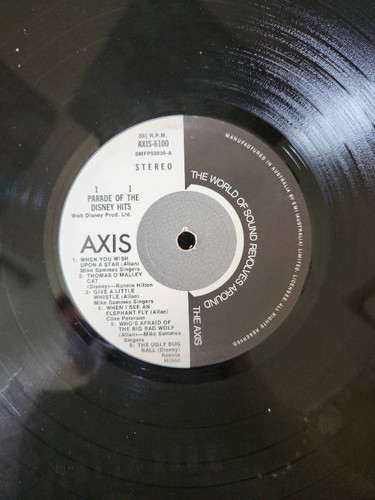 33⅓ R.P.M.
AXIS-6100
SMFP60036-A
STEREO
1 1
PARADE OF THE
DISNEY HITS
Walt Disney Prod. Ltd.
AXIS
1: WHEN YOU WISH
UPON A STAR (Allan)
Mike Sammes Singers
2: THOMAS O'MALLEY
CAT
(Disney)—Ronnie Hilton
3: GIVE A LITTLE
WHISTLE (Allan)
Mike Sammes Singers
4: WHEN I SEE AN
ELEPHANT FLY (Allan)
Clive Peterson
5: WHO'S AFRAID OF
THE BIG BAD WOLF
(Allan)—Mike Sammes
Singers
6: THE UGLY BUG
BALL (Disney)
Ronnie
Hilton
THE WORLD OF SOUND REVOLVES AROUND
THE AXIS
MANUFACTURED IN AUSTRALIA BY EMI (AUSTRALIA) LIMITED. LICENSEE. ALL RIGHTS RESERVED.